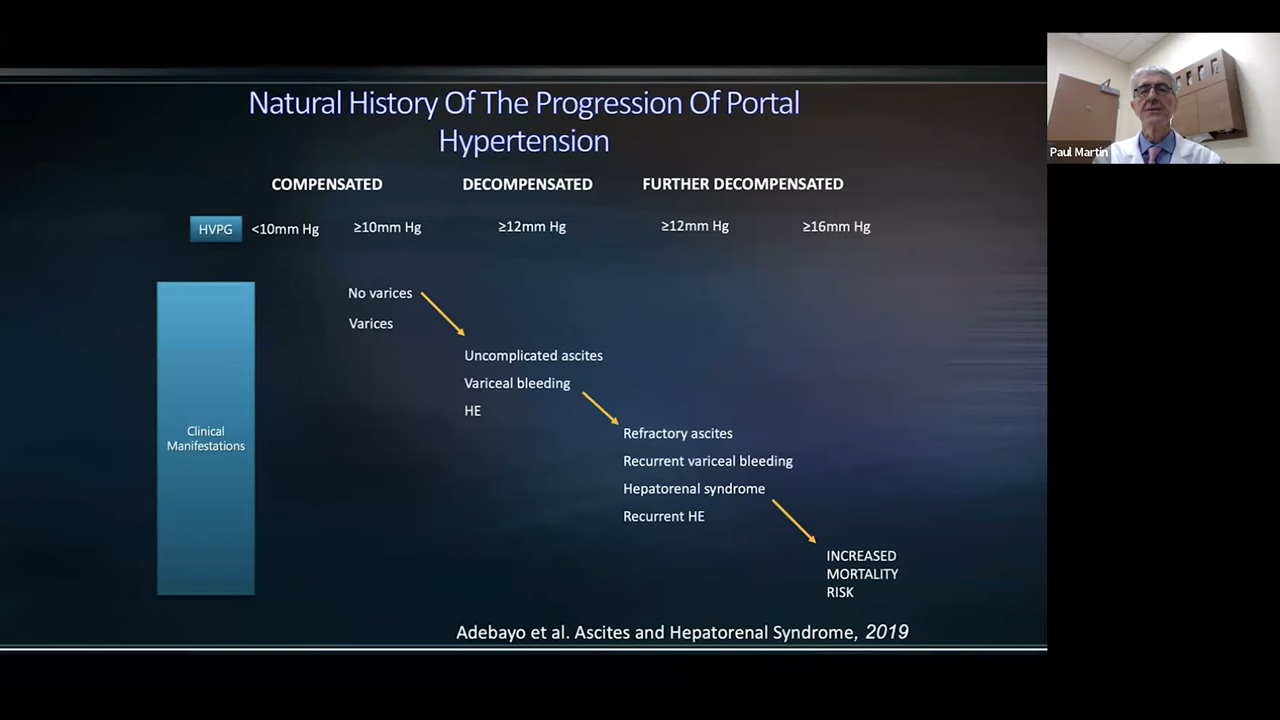 Natural History Of The Progression Of Portal
Hypertension
COMPENSATED DECOMPENSATED FURTHER DECOMPENSATED
HVPG <10mm Hg ≥10mm Hg ≥12mm Hg ≥12mm Hg ≥16mm Hg
No varices
Varices
Uncomplicated ascites
Variceal bleeding
HE
Clinical
Manifestations
Refractory ascites
Recurrent variceal bleeding
Hepatorenal syndrome
Recurrent HE
INCREASED
MORTALITY
RISK
Adebayo et al. Ascites and Hepatorenal Syndrome, 2019
Paul Martin